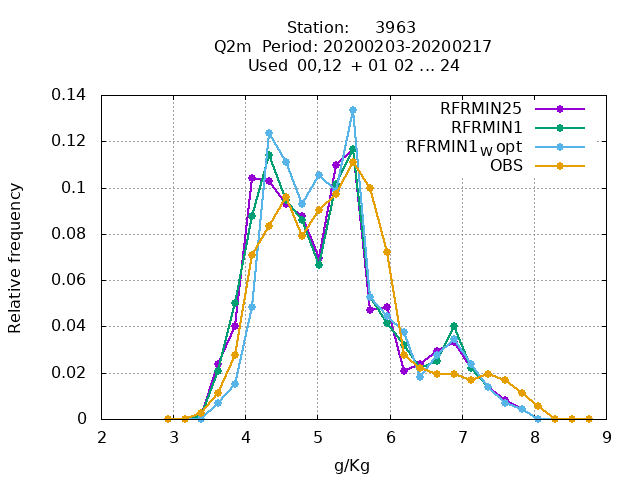 Station: 3963
Q2m Period: 20200203-20200217
Used 00,12 + 01 02 ... 24
RFRMIN25
RFRMIN1
RFRMIN1w opt
OBS
Relative frequency
0.14
0.12
0.1
0.08
0.06
0.04
0.02
0
2 3 4 5 6 7 8 9
g/Kg